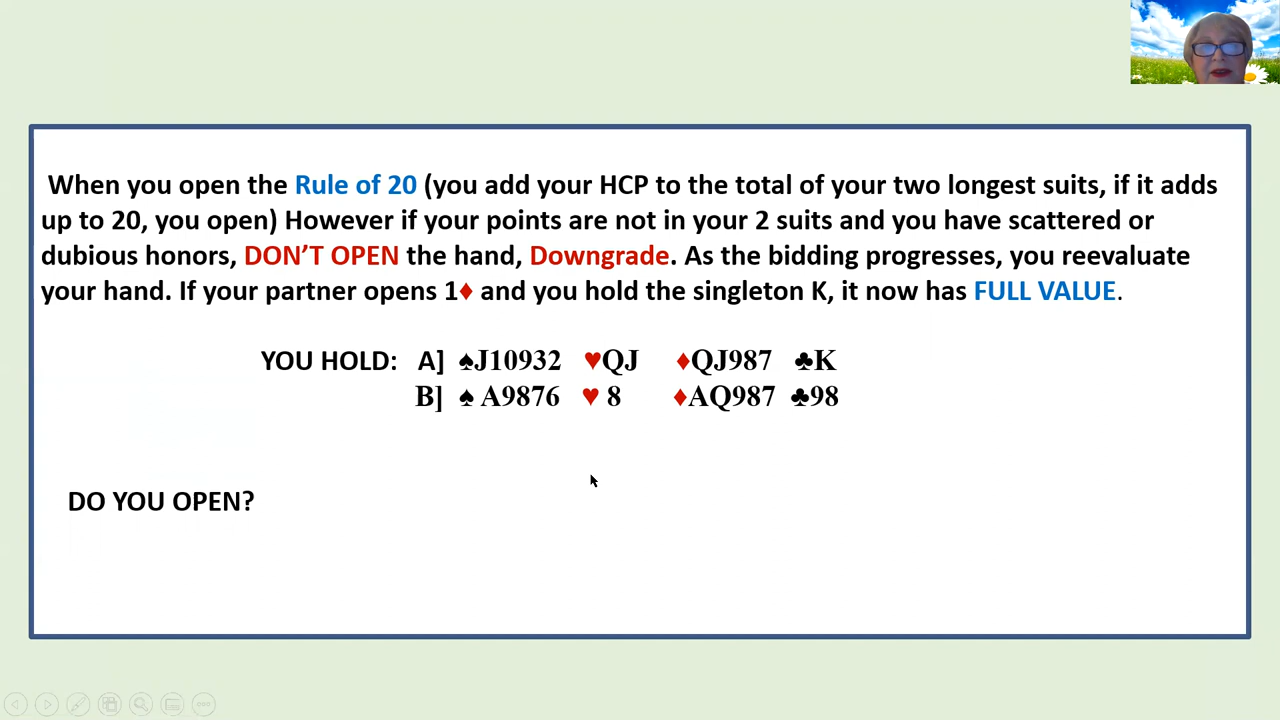 When you open the Rule of 20 (you add your HCP to the total of your two longest suits, if it adds
up to 20, you open) However if your points are not in your 2 suits and you have scattered or
dubious honors, DON’T OPEN the hand, Downgrade. As the bidding progresses, you reevaluate
your hand. If your partner opens 1♦ and you hold the singleton K, it now has FULL VALUE.
YOU HOLD: A] ♠J10932 ♥QJ ♦QJ987 ♣K
B] ♠ A9876 ♥ 8 ♦AQ987 ♣98
DO YOU OPEN?